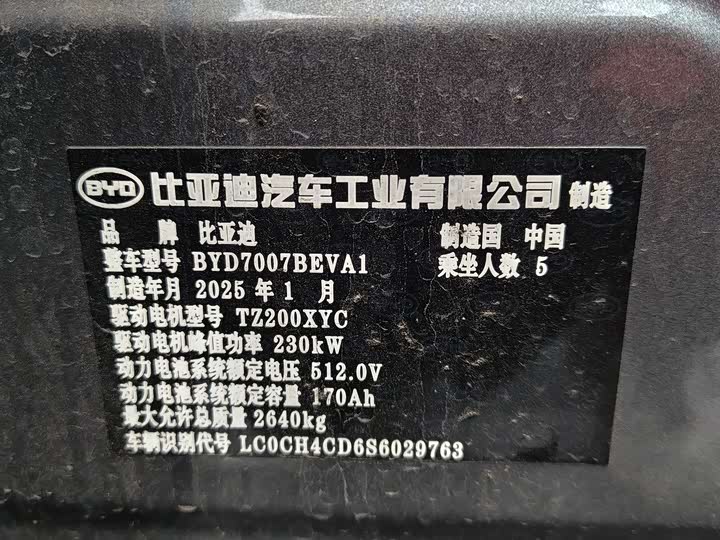 BYD 比亚迪汽车工业有限公司 制造
品 牌 比亚迪 制造国 中国
整车型号 BYD7007BEVA1 乘坐人数 5
制造年月 2025 年 1 月
驱动电机型号 TZ200XYC
驱动电机峰值功率 230kW
动力电池系统额定电压 512.0V
动力电池系统额定容量 170Ah
最大允许总质量 2640kg
车辆识别代号 LC0CH4CD6S6029763